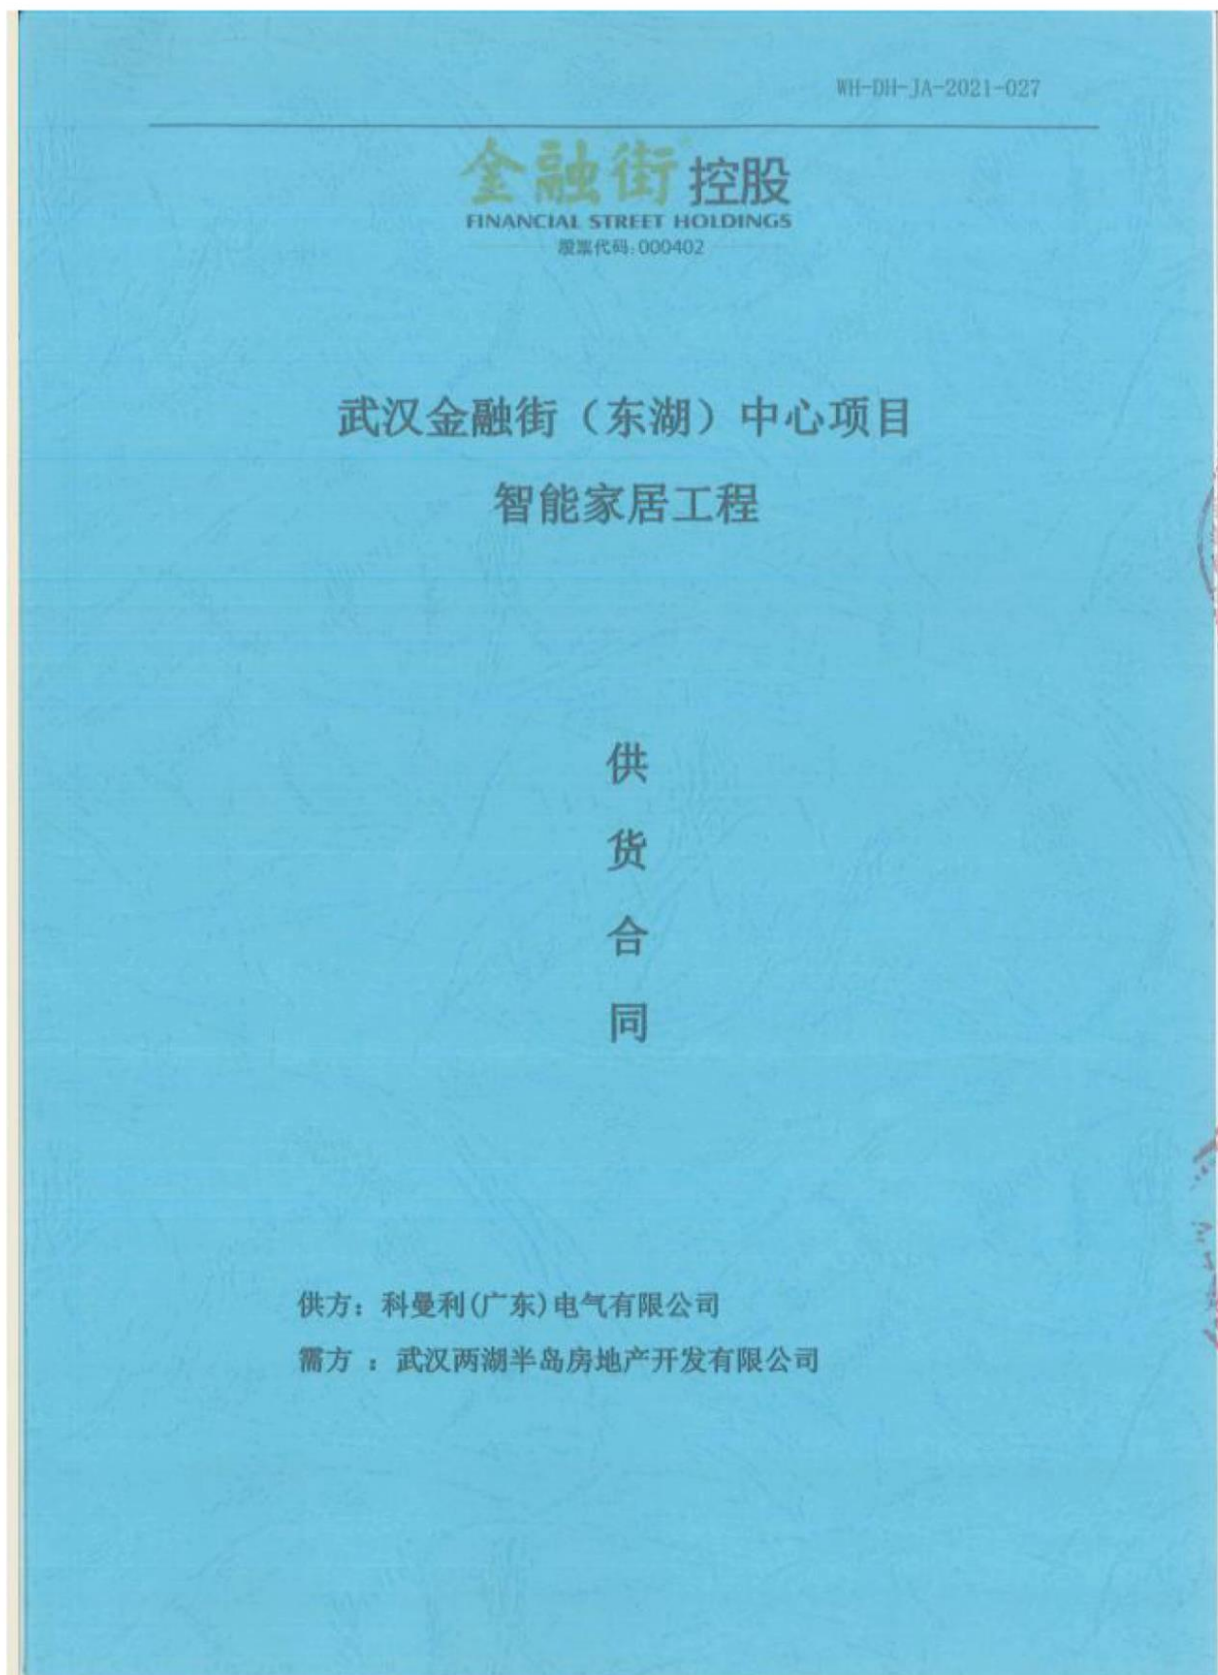 WH-DH-JA-2021-027
金融街控股
FINANCIAL STREET HOLDINGS
股票代码:000402
武汉金融街（东湖）中心项目
智能家居工程
供
货
合
同
供方：科曼利(广东)电气有限公司
需方 ：武汉两湖半岛房地产开发有限公司